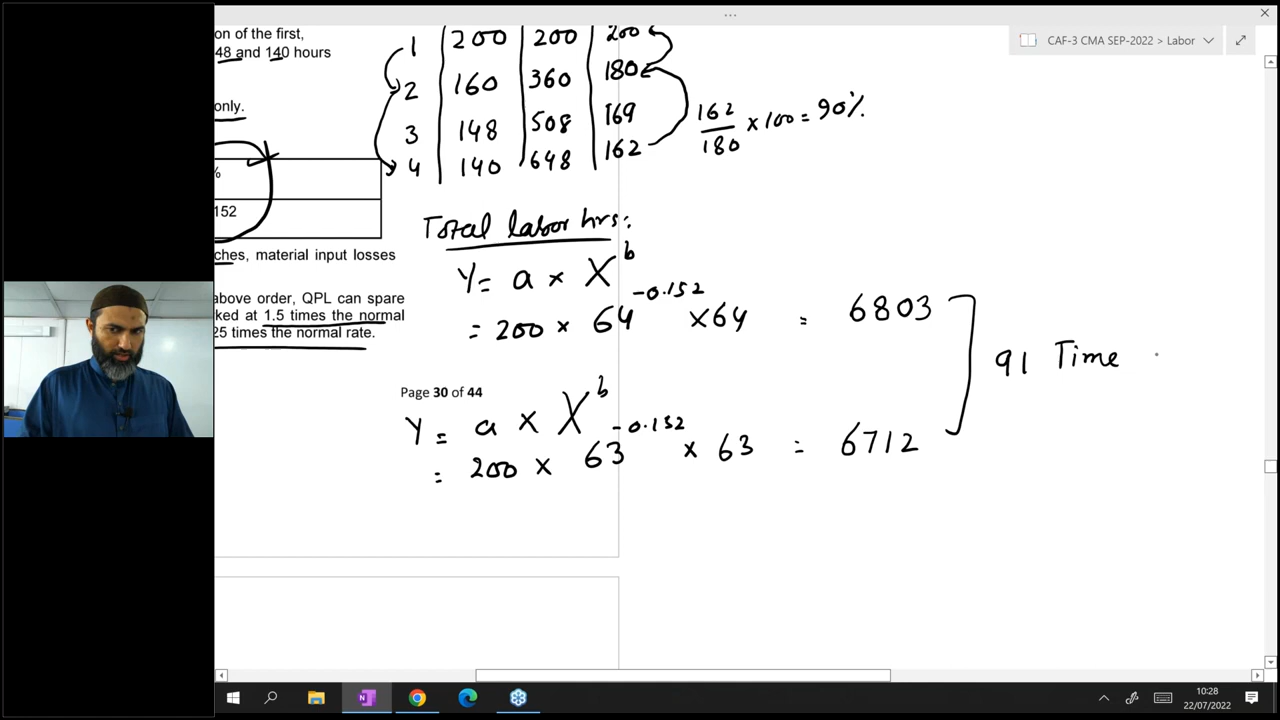 CAF-3 CMA SEP-2022 > Labor
on of the first,
48 and 140 hours
only.
%
152
ches, material input losses
above order, QPL can spare
ked at 1.5 times the normal
25 times the normal rate.
1 200 200 200
2 160 360 180
3 148 508 169
4 140 648 162
162/180 × 100 = 90%
Total labor hrs:
Y = a × X^b
= 200 × 64^-0.152 × 64 = 6803
91 Time
Page 30 of 44
Y = a × X^b
= 200 × 63^-0.152 × 63 = 6712
10:28
22/07/2022